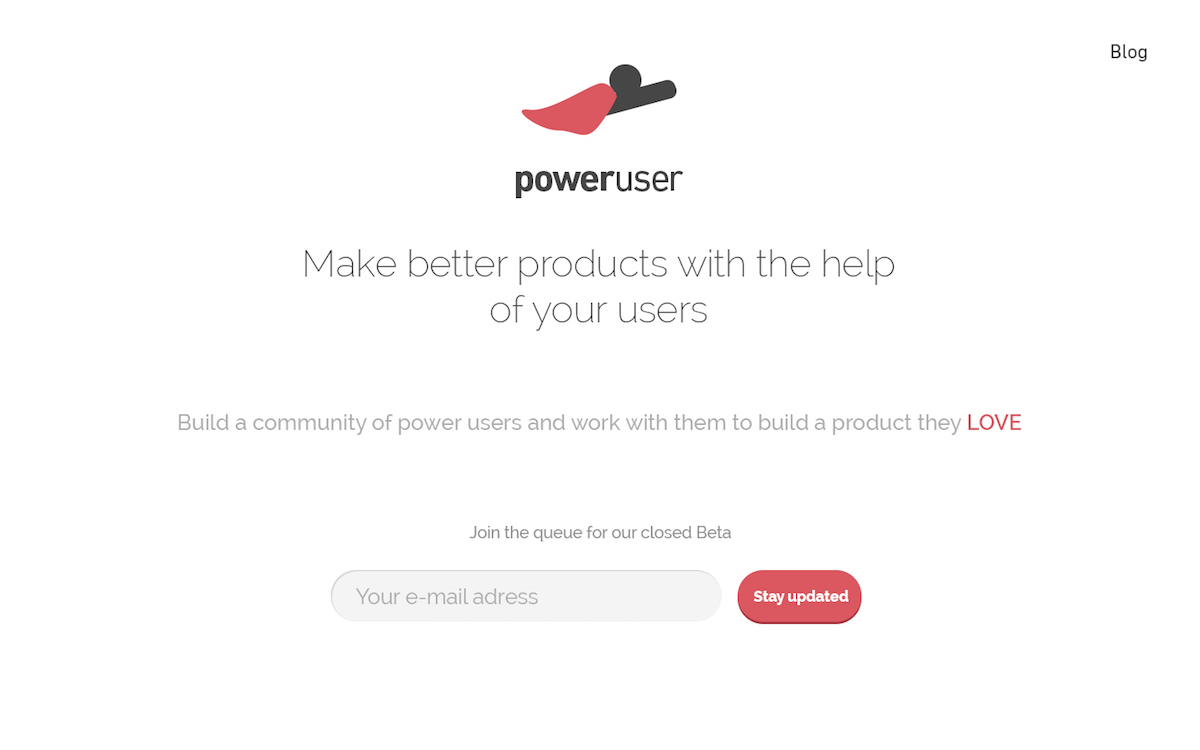 Blog
poweruser
Make better products with the help
of your users
Build a community of power users and work with them to build a product they LOVE
Join the queue for our closed Beta
Your e-mail adress
Stay updated